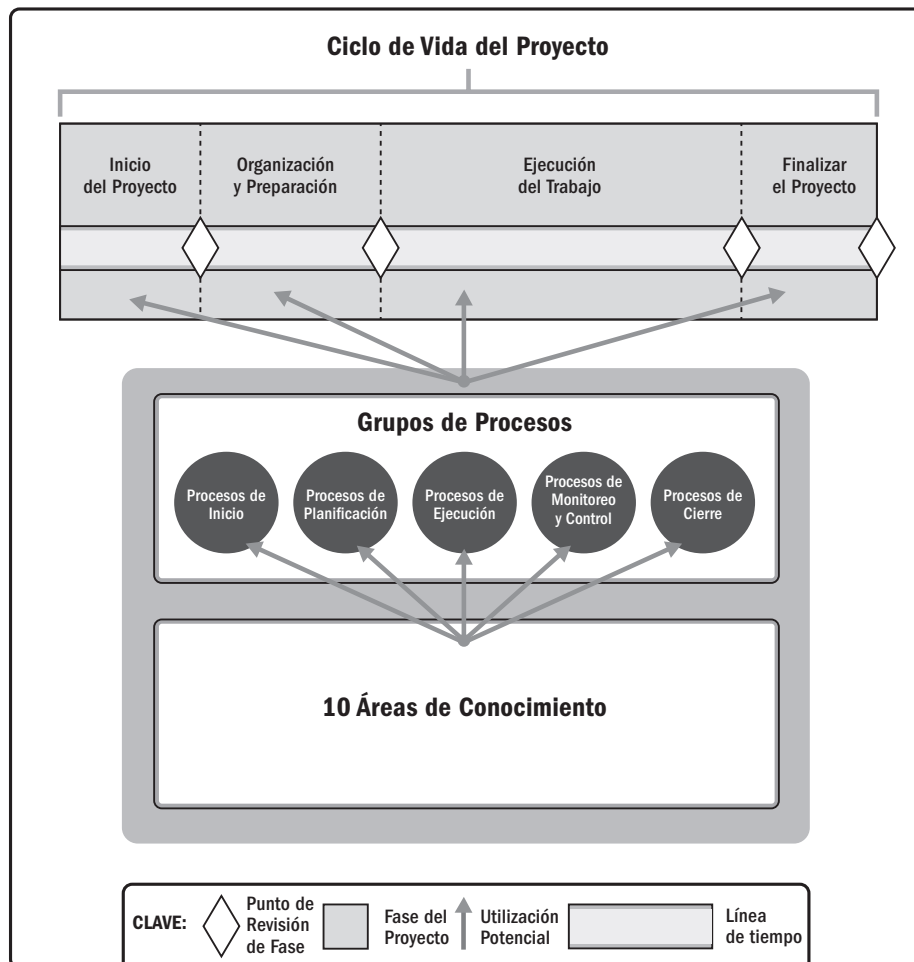 Ciclo de Vida del Proyecto
Inicio
del Proyecto
Organización
y Preparación
Ejecución
del Trabajo
Finalizar
el Proyecto
Grupos de Procesos
Procesos de
Inicio
Procesos de
Planificación
Procesos de
Ejecución
Procesos de
Monitoreo
y Control
Procesos de
Cierre
10 Áreas de Conocimiento
CLAVE:
Punto de
Revisión
de Fase
Fase del
Proyecto
Utilización
Potencial
Línea
de tiempo